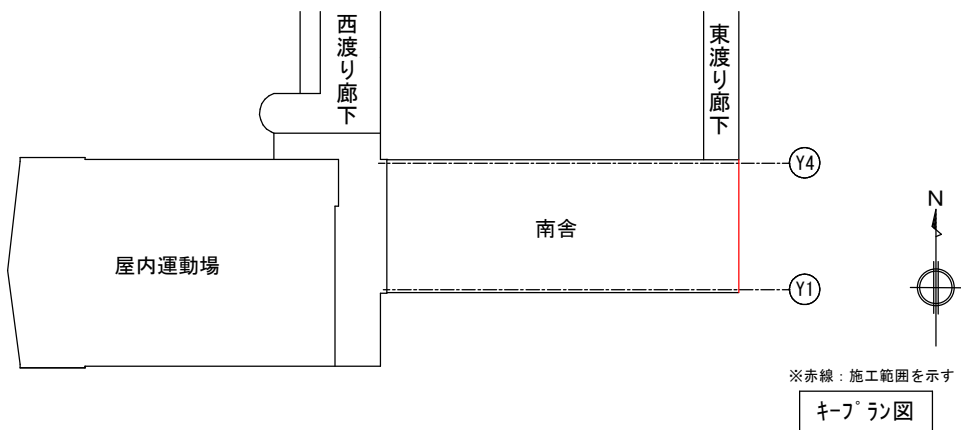 西渡り廊下
東渡り廊下
Y4
N
南舎
屋内運動場
Y1
※赤線：施工範囲を示す
キープラン図